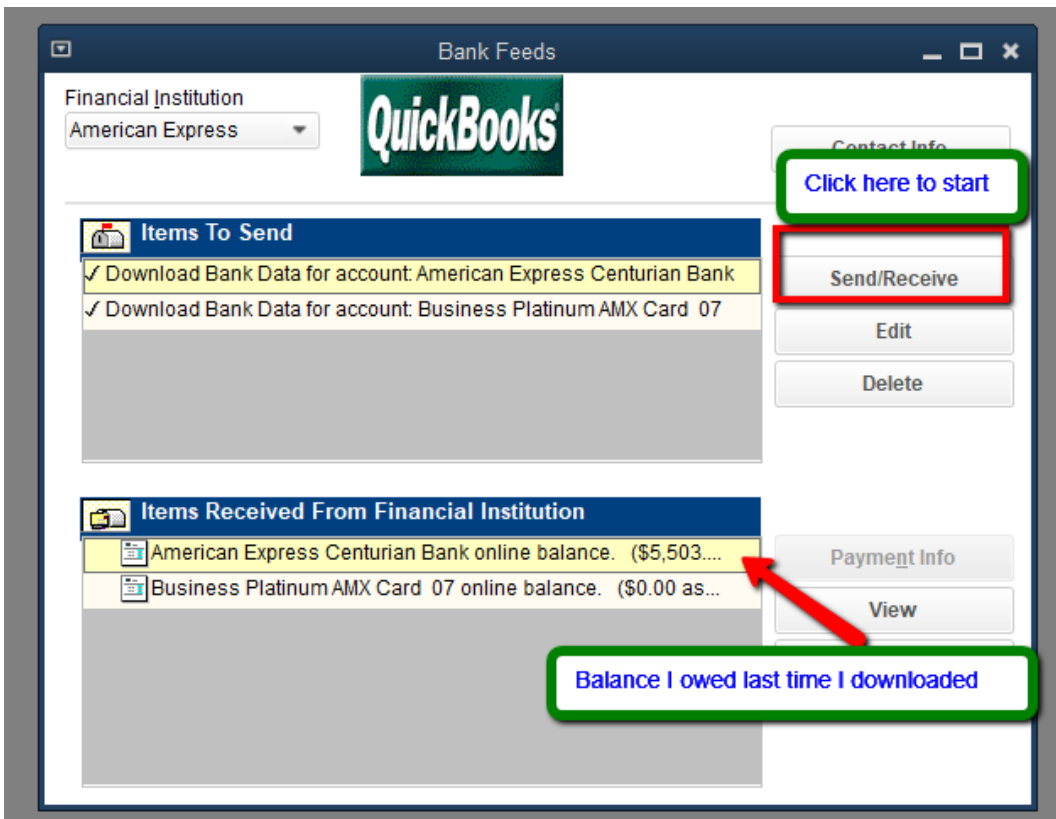 Bank Feeds
Financial Institution
American Express
QuickBooks
Contact Info
Click here to start
Items To Send
✓ Download Bank Data for account: American Express Centurian Bank
✓ Download Bank Data for account: Business Platinum AMX Card 07
Send/Receive
Edit
Delete
Items Received From Financial Institution
American Express Centurian Bank online balance. ($5,503....
Business Platinum AMX Card 07 online balance. ($0.00 as...
Payment Info
View
Balance I owed last time I downloaded